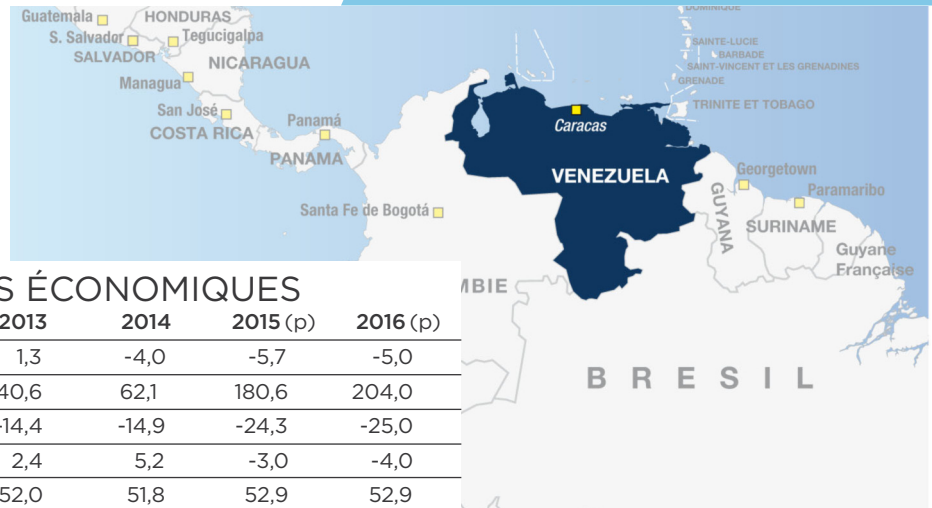 DOMINIQUE
Guatemala
HONDURAS
S. Salvador
Tegucigalpa
SALVADOR
NICARAGUA
Managua
SAINTE-LUCIE
BARBADE
SAINT-VINCENT ET LES GRENADINES
GRENADE
San José
COSTA RICA
Panamá
PANAMA
TRINITE ET TOBAGO
Caracas
VENEZUELA
Georgetown
Paramaribo
GUYANA
SURINAME
Santa Fe de Bogotá
Guyane
Française
MBIE
BRESIL
S ÉCONOMIQUES
2013 2014 2015 (p) 2016 (p)
1,3 -4,0 -5,7 -5,0
40,6 62,1 180,6 204,0
-14,4 -14,9 -24,3 -25,0
2,4 5,2 -3,0 -4,0
52,0 51,8 52,9 52,9